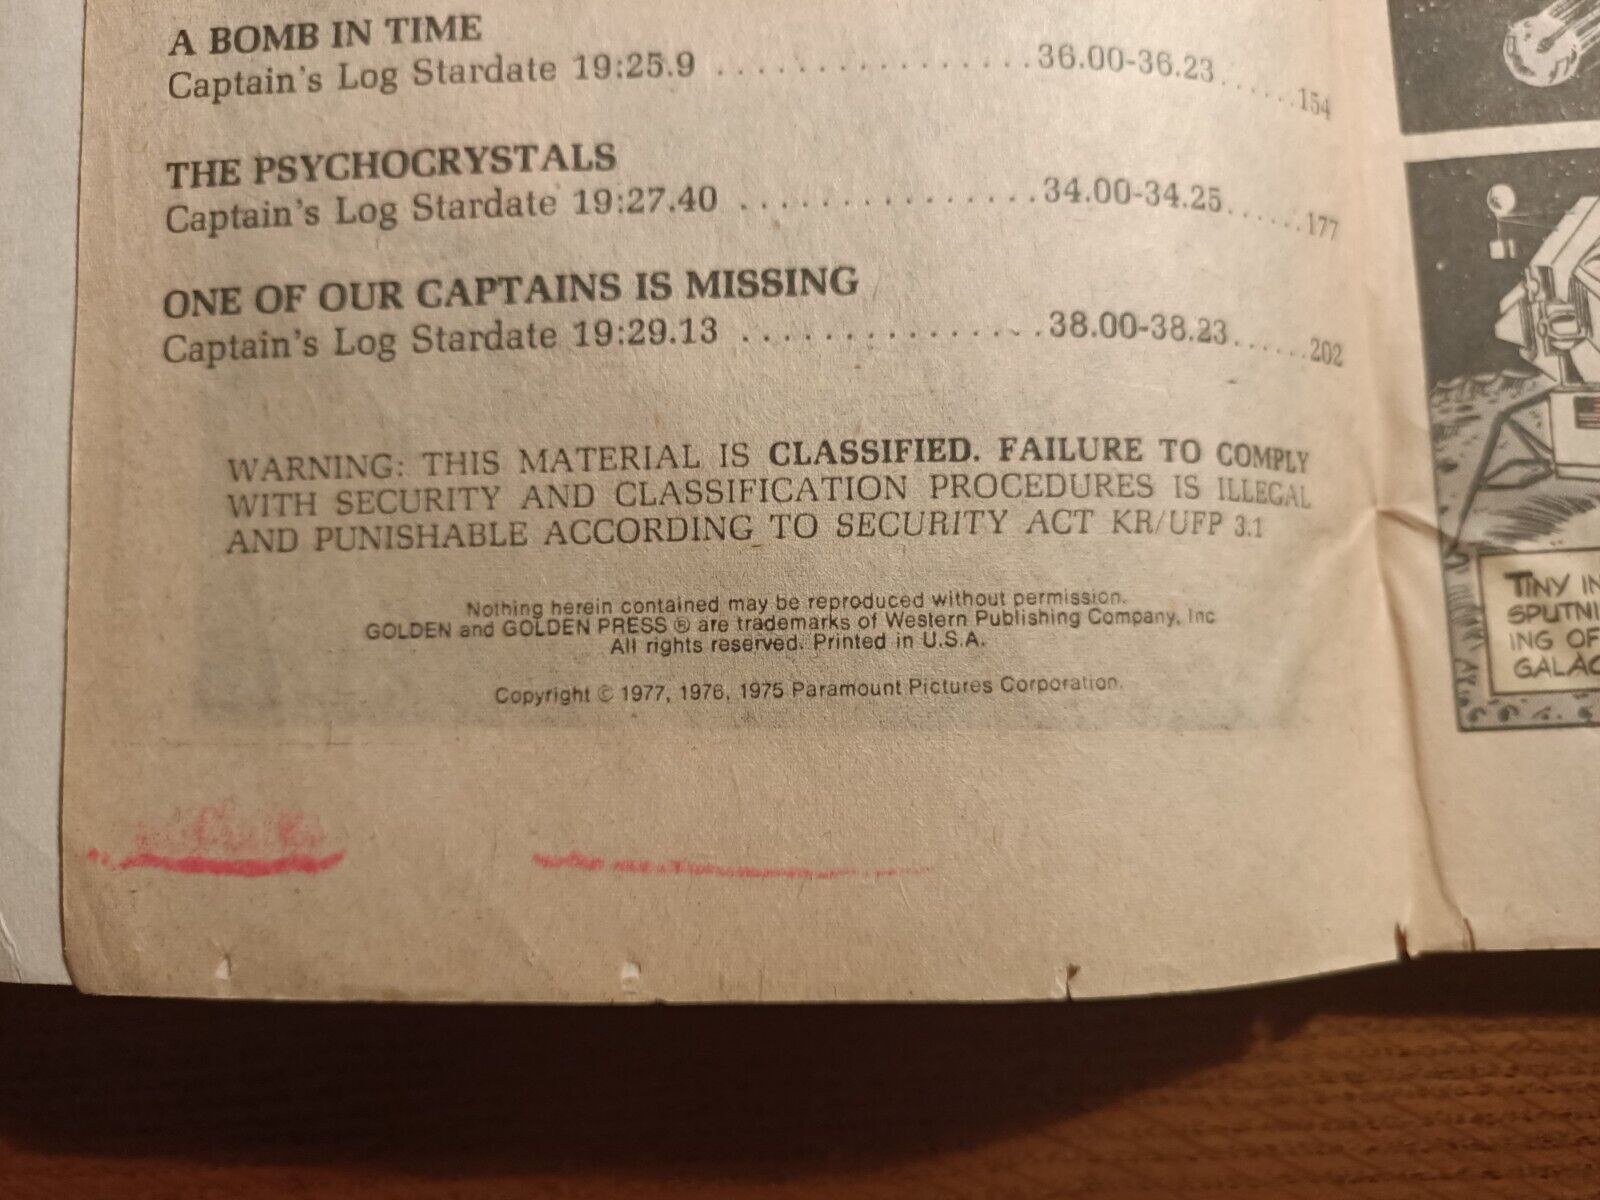 A BOMB IN TIME
Captain's Log Stardate 19:25.9 ................36.00-36.23......154
THE PSYCHOCRYSTALS
Captain's Log Stardate 19:27.40 ...............34.00-34.25......177
ONE OF OUR CAPTAINS IS MISSING
Captain's Log Stardate 19:29.13 ...............38.00-38.23......202
WARNING: THIS MATERIAL IS CLASSIFIED. FAILURE TO COMPLY
WITH SECURITY AND CLASSIFICATION PROCEDURES IS ILLEGAL
AND PUNISHABLE ACCORDING TO SECURITY ACT KR/UFP 3.1
Nothing herein contained may be reproduced without permission.
GOLDEN and GOLDEN PRESS ® are trademarks of Western Publishing Company, Inc
All rights reserved. Printed in U.S.A.
Copyright © 1977, 1976, 1975 Paramount Pictures Corporation.
TINY IN
SPUTNI
ING OF
GALAC